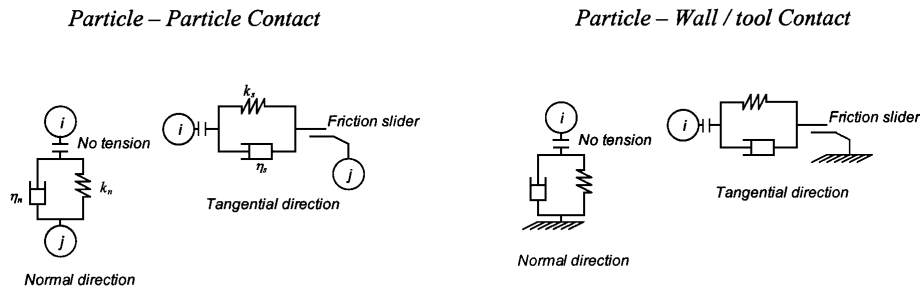 Particle – Particle Contact
i
No tension
ηn
kn
j
Normal direction
ks
i
Friction slider
ηs
j
Tangential direction
Particle – Wall / tool Contact
i
No tension
Normal direction
i
Friction slider
Tangential direction